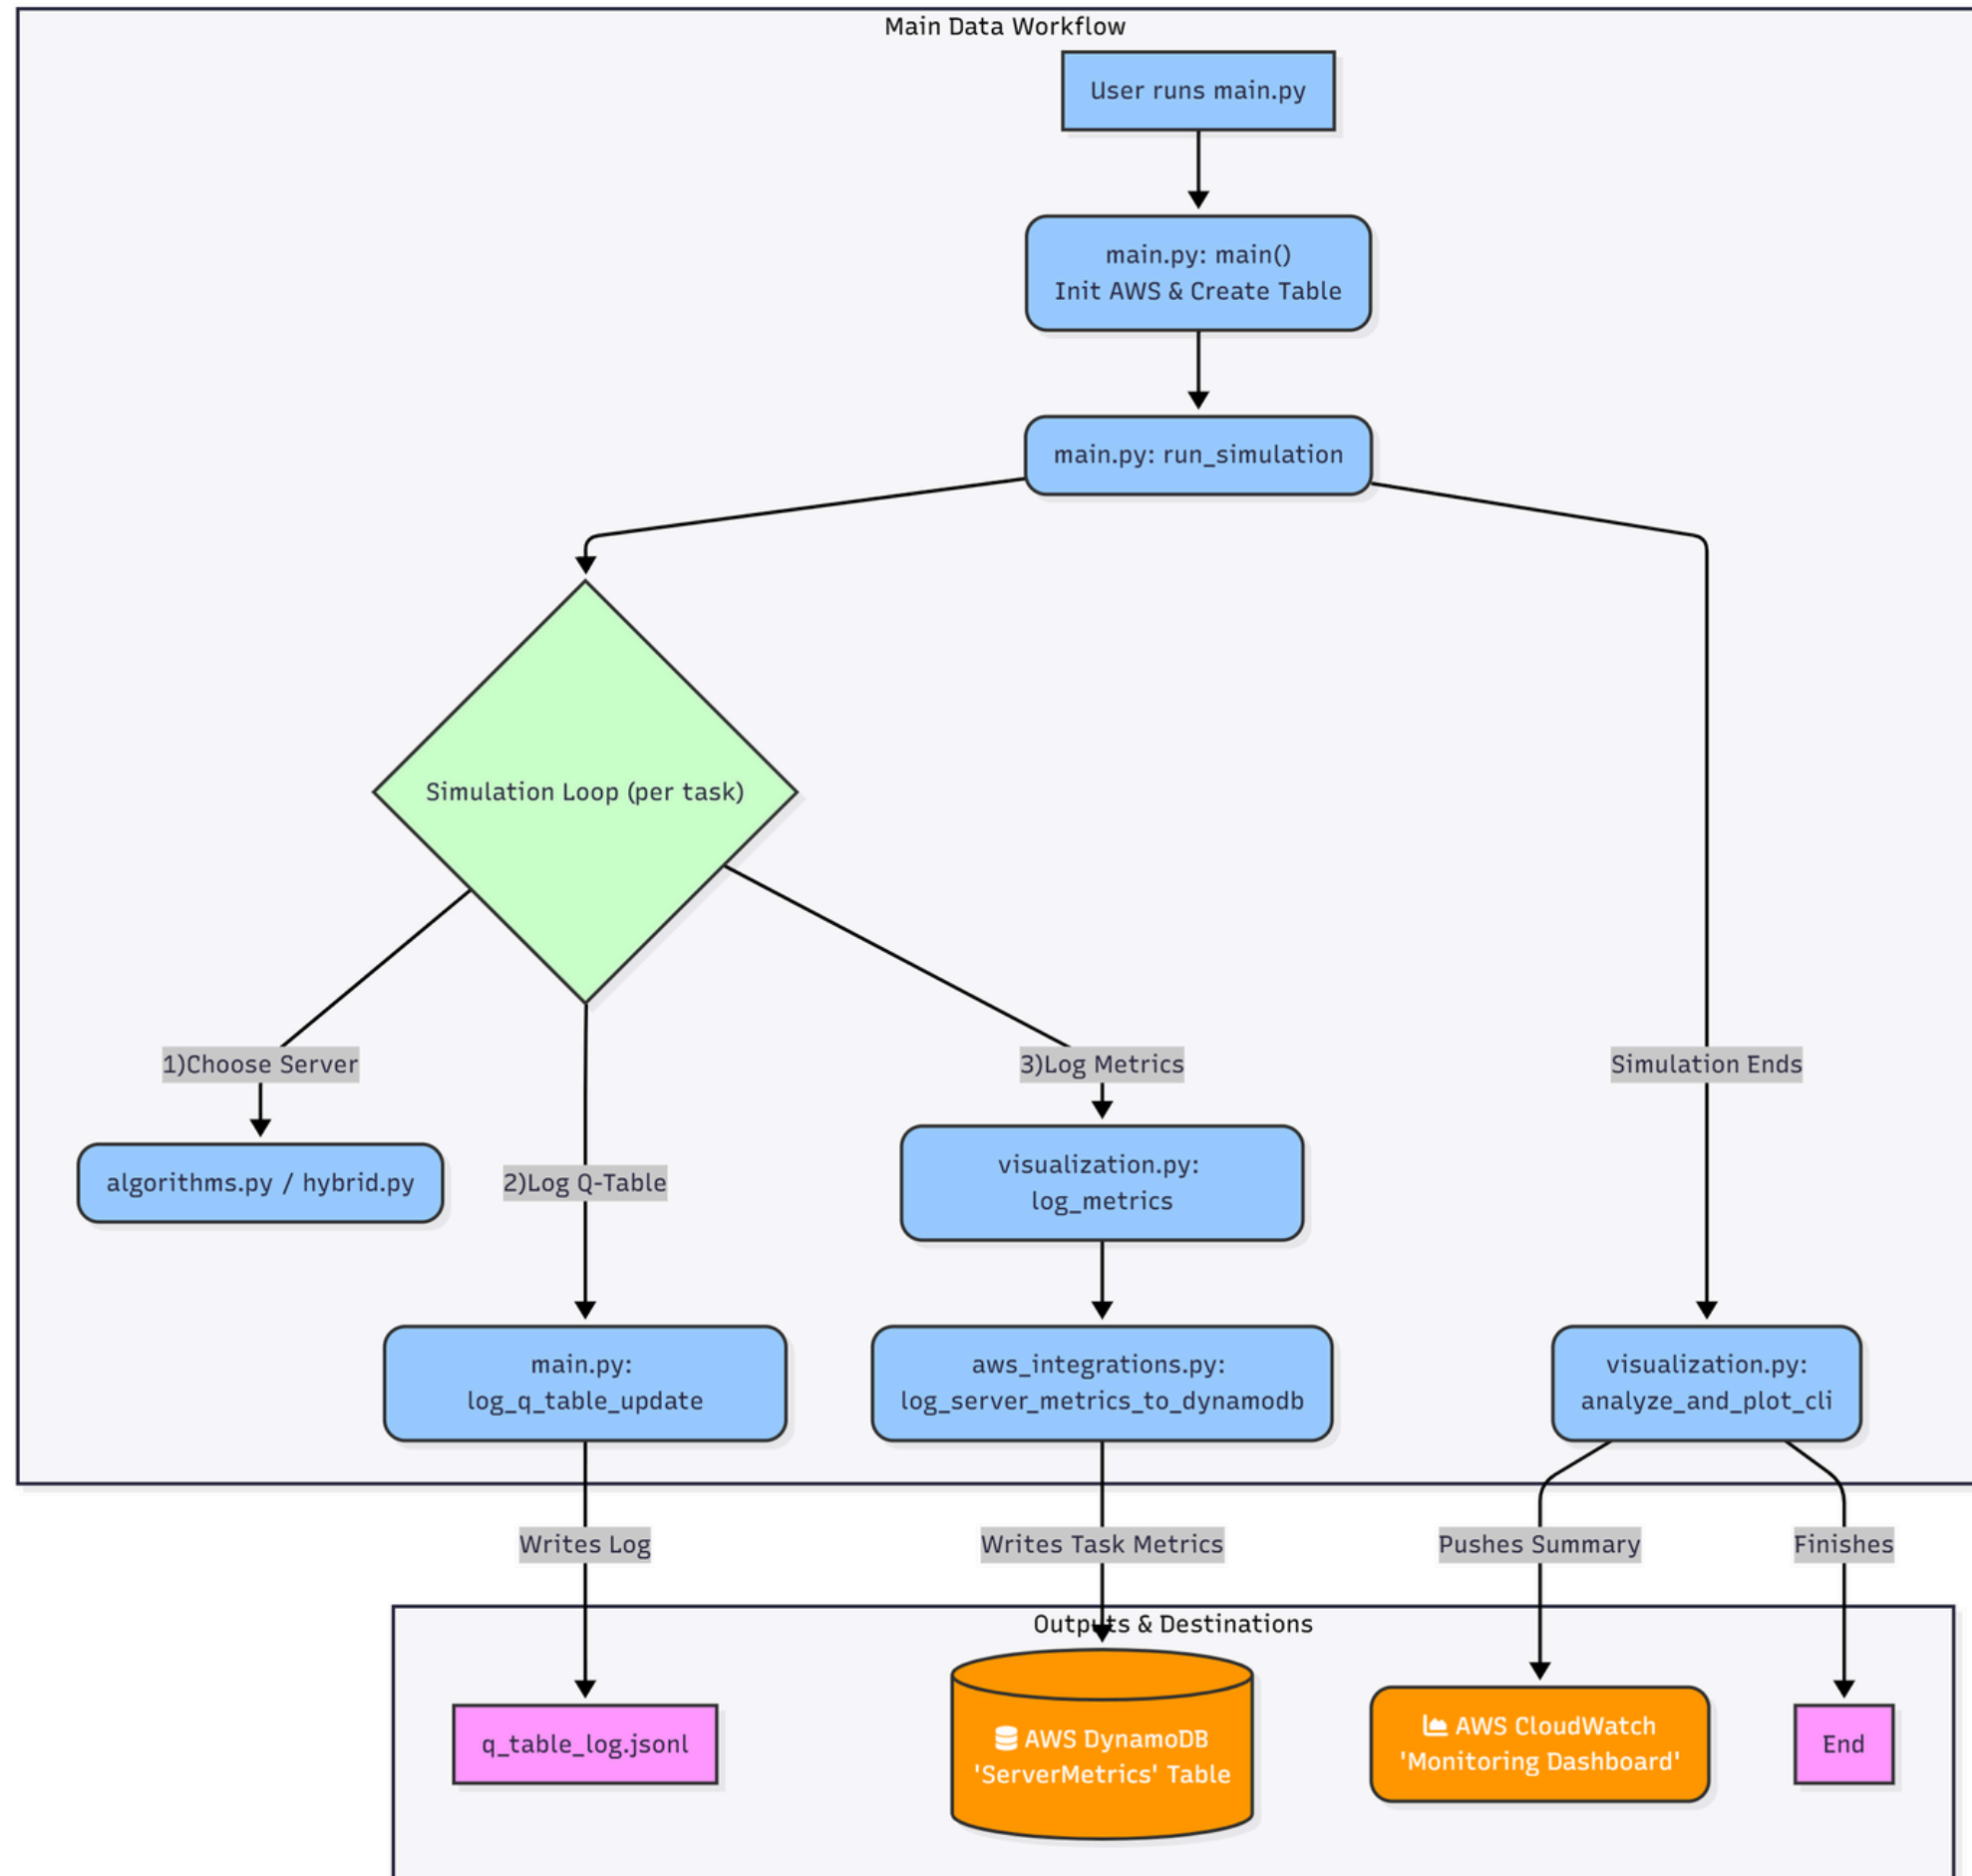 Main Data Workflow
User runs main.py
main.py: main()
Init AWS & Create Table
main.py: run_simulation
Simulation Loop (per task)
1)Choose Server
3)Log Metrics
Simulation Ends
algorithms.py / hybrid.py
2)Log Q-Table
visualization.py:
log_metrics
main.py:
log_q_table_update
aws_integrations.py:
log_server_metrics_to_dynamodb
visualization.py:
analyze_and_plot_cli
Writes Log
Writes Task Metrics
Pushes Summary
Finishes
Outputs & Destinations
q_table_log.jsonl
AWS DynamoDB
'ServerMetrics' Table
AWS CloudWatch
'Monitoring Dashboard'
End